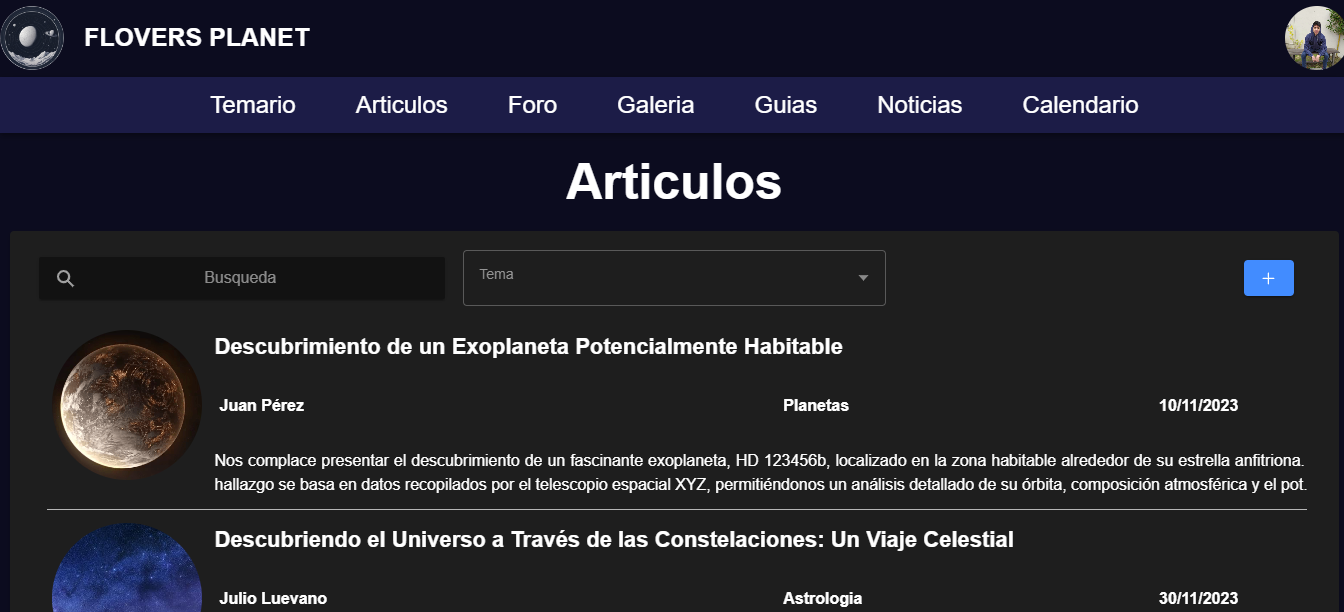 FLOVERS PLANET
Temario Articulos Foro Galeria Guias Noticias Calendario
Articulos
Busqueda Tema +
Descubrimiento de un Exoplaneta Potencialmente Habitable
Juan Pérez Planetas 10/11/2023
Nos complace presentar el descubrimiento de un fascinante exoplaneta, HD 123456b, localizado en la zona habitable alrededor de su estrella anfitriona.
hallazgo se basa en datos recopilados por el telescopio espacial XYZ, permitiéndonos un análisis detallado de su órbita, composición atmosférica y el pot.
Descubriendo el Universo a Través de las Constelaciones: Un Viaje Celestial
Julio Luevano Astrologia 30/11/2023